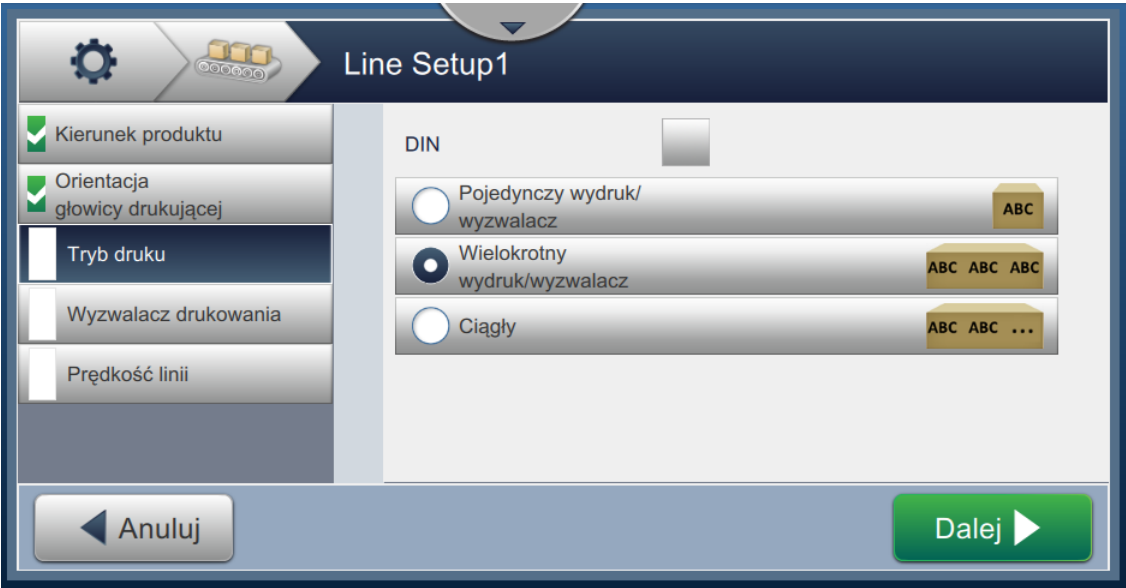 Line Setup1
Kierunek produktu
Orientacja
głowicy drukującej
Tryb druku
Wyzwalacz drukowania
Prędkość linii
DIN
Pojedynczy wydruk/
wyzwalacz
ABC
Wielokrotny
wydruk/wyzwalacz
ABC ABC ABC
Ciągły
ABC ABC ...
Anuluj
Dalej